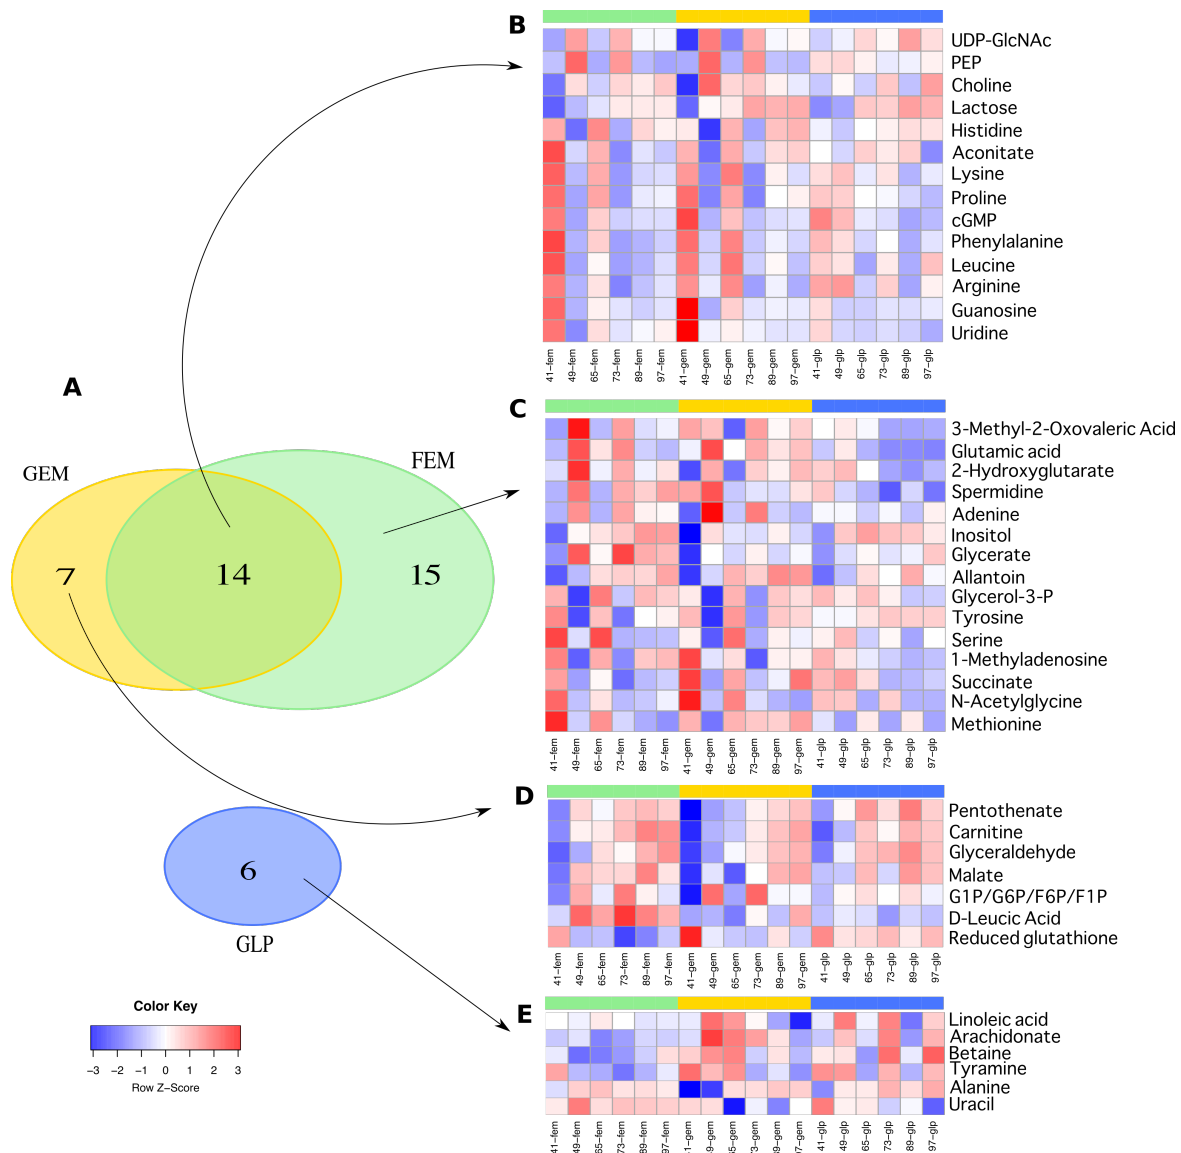 B
UDP-GlcNAc
PEP
Choline
Lactose
Histidine
Aconitate
Lysine
Proline
cGMP
Phenylalanine
Leucine
Arginine
Guanosine
Uridine
41-fem 49-fem 65-fem 73-fem 89-fem 97-fem 41-gem 49-gem 65-gem 73-gem 89-gem 97-gem 41-glp 49-glp 65-glp 73-glp 89-glp 97-glp
A
GEM
FEM
7
14
15
6
GLP
C
3-Methyl-2-Oxovaleric Acid
Glutamic acid
2-Hydroxyglutarate
Spermidine
Adenine
Inositol
Glycerate
Allantoin
Glycerol-3-P
Tyrosine
Serine
1-Methyladenosine
Succinate
N-Acetylglycine
Methionine
41-fem 49-fem 65-fem 73-fem 89-fem 97-fem 41-gem 49-gem 65-gem 73-gem 89-gem 97-gem 41-glp 49-glp 65-glp 73-glp 89-glp 97-glp
D
Pentothenate
Carnitine
Glyceraldehyde
Malate
G1P/G6P/F6P/F1P
D-Leucic Acid
Reduced glutathione
41-fem 49-fem 65-fem 73-fem 89-fem 97-fem 41-gem 49-gem 65-gem 73-gem 89-gem 97-gem 41-glp 49-glp 65-glp 73-glp 89-glp 97-glp
E
Linoleic acid
Arachidonate
Betaine
Tyramine
Alanine
Uracil
41-fem 49-fem 65-fem 73-fem 89-fem 97-fem 73-gem 89-gem 97-gem 41-glp 49-glp 65-glp 73-glp 89-glp 97-glp
Color Key
-3 -2 -1 0 1 2 3
Row Z-Score